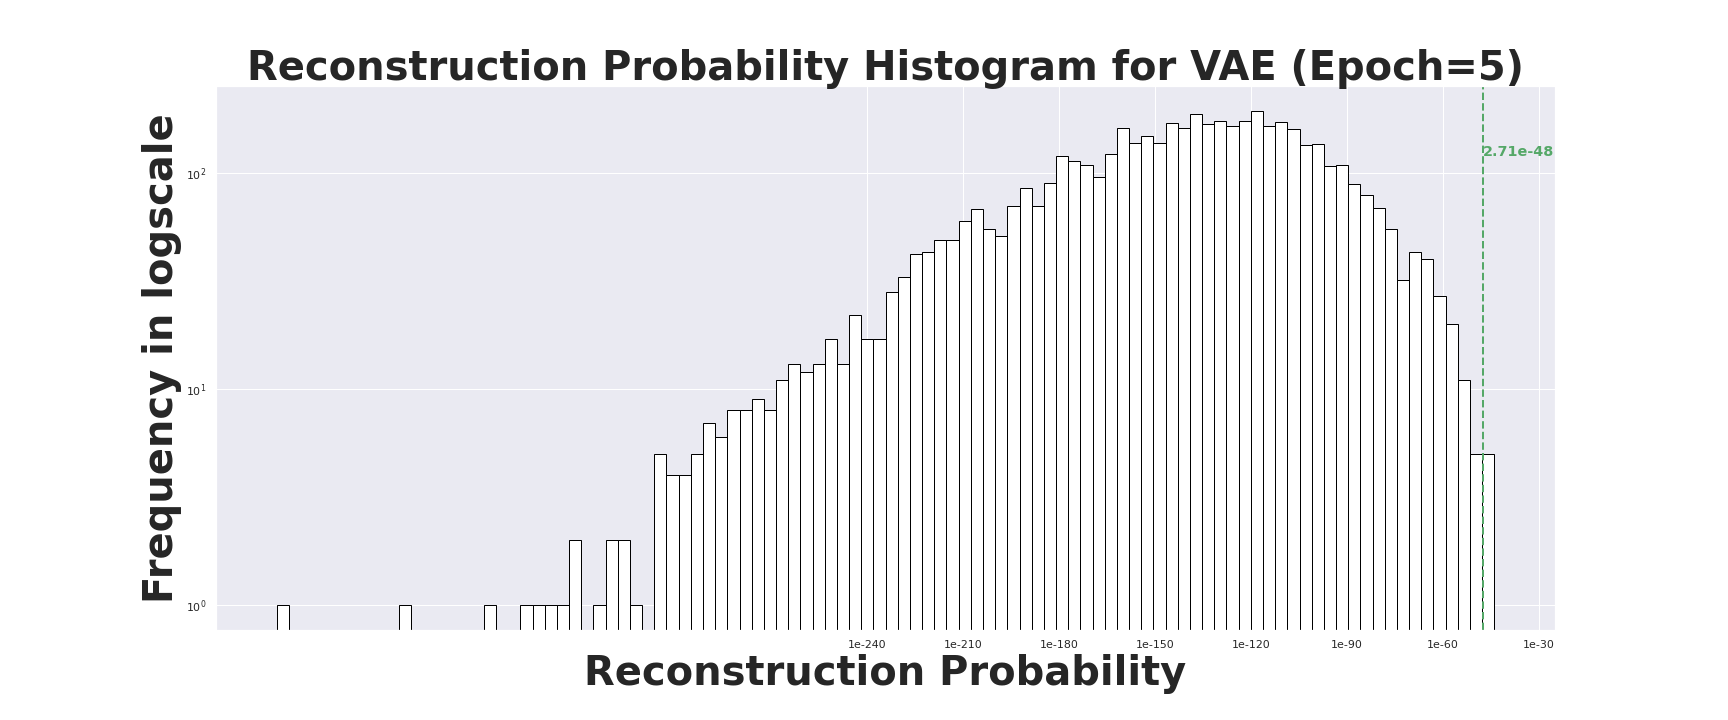 Reconstruction Probability Histogram for VAE (Epoch=5)
Frequency in logscale
10²
10¹
10⁰
2.71e-48
1e-240 1e-210 1e-180 1e-150 1e-120 1e-90 1e-60 1e-30
Reconstruction Probability